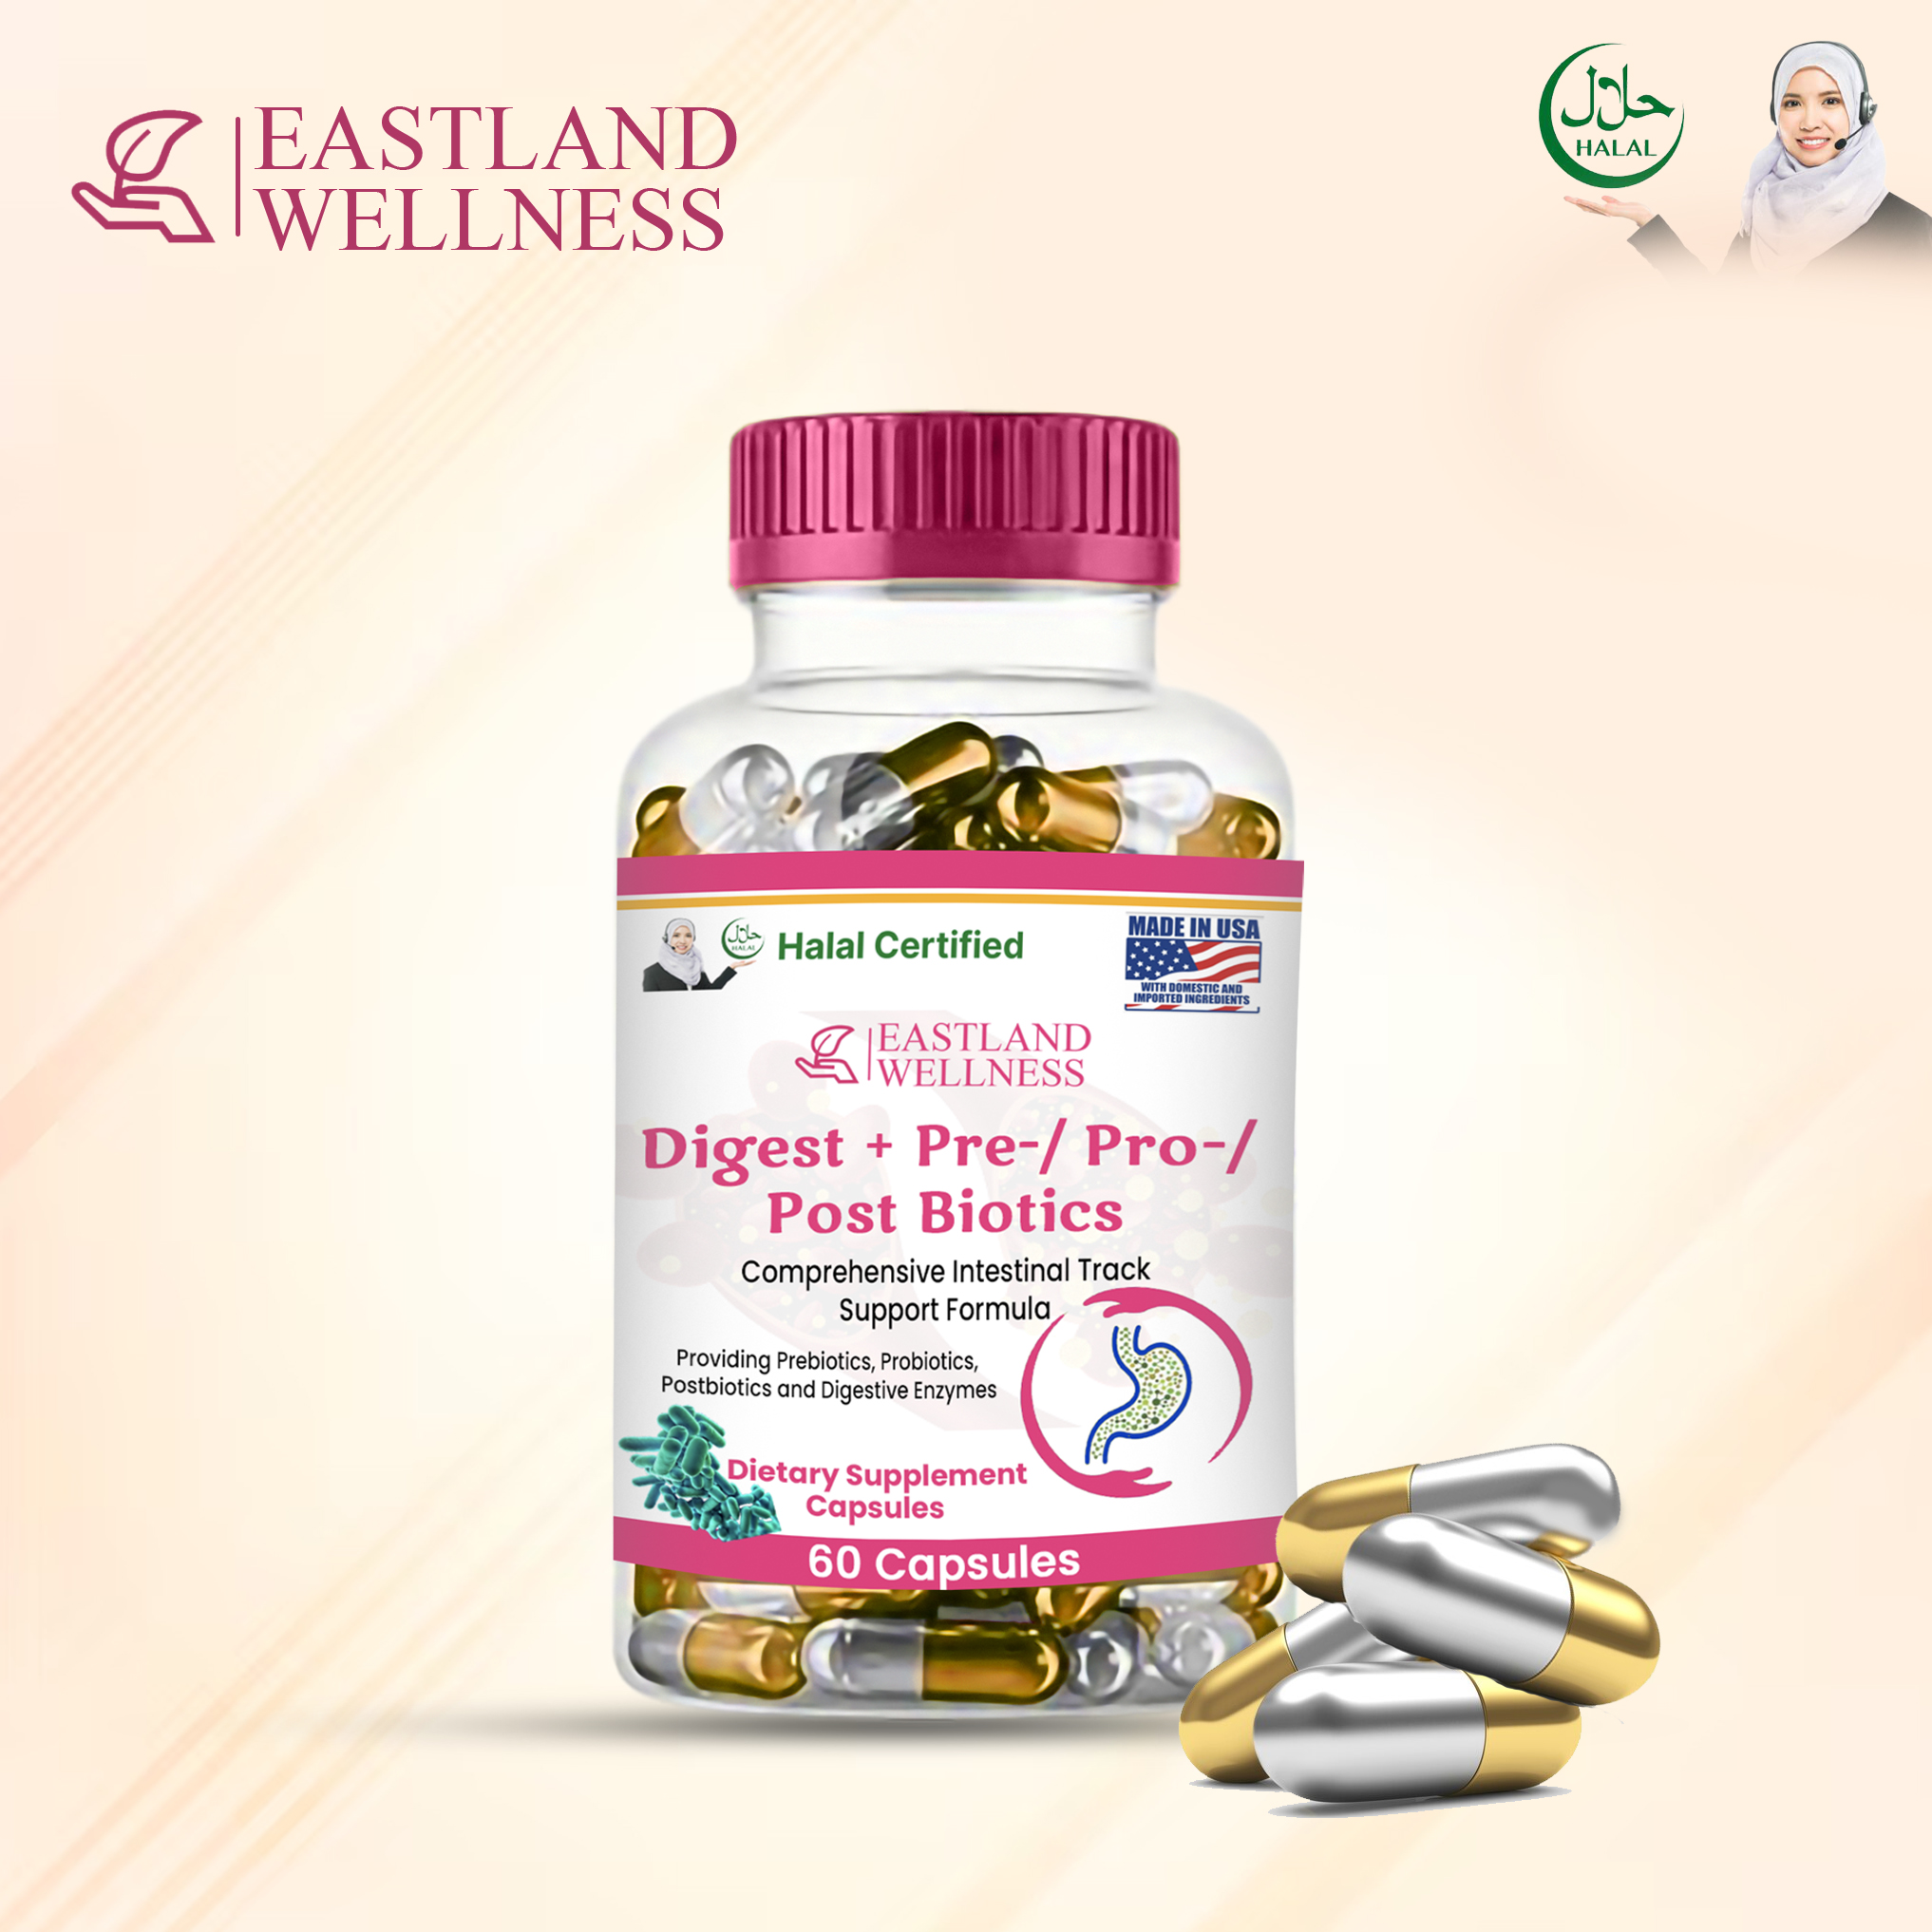 EASTLAND
WELLNESS
حلال
HALAL
حلال
HALAL
Halal Certified
MADE IN USA
WITH DOMESTIC AND
IMPORTED INGREDIENTS
EASTLAND
WELLNESS
Digest + Pre-/ Pro-/
Post Biotics
Comprehensive Intestinal Track
Support Formula
Providing Prebiotics, Probiotics,
Postbiotics and Digestive Enzymes
Dietary Supplement
Capsules
60 Capsules